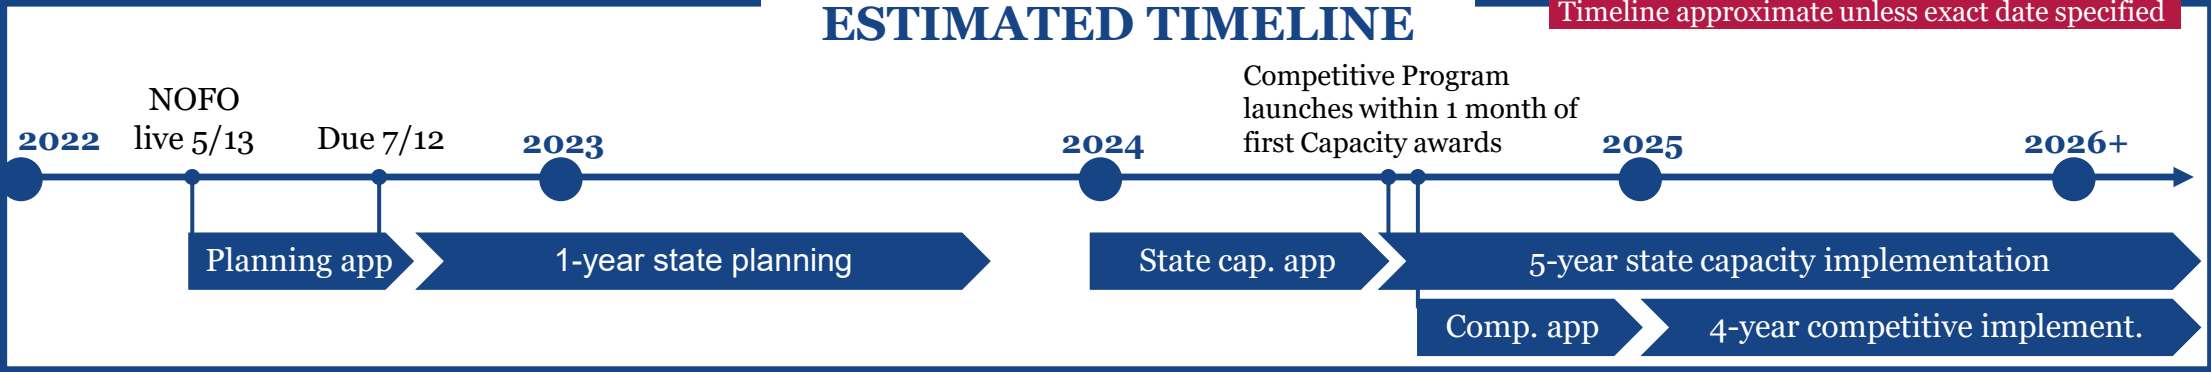 ESTIMATED TIMELINE
Timeline approximate unless exact date specified
2022
NOFO
live 5/13
Due 7/12
2023
2024
Competitive Program
launches within 1 month of
first Capacity awards
2025
2026+
Planning app
1-year state planning
State cap. app
5-year state capacity implementation
Comp. app
4-year competitive implement.